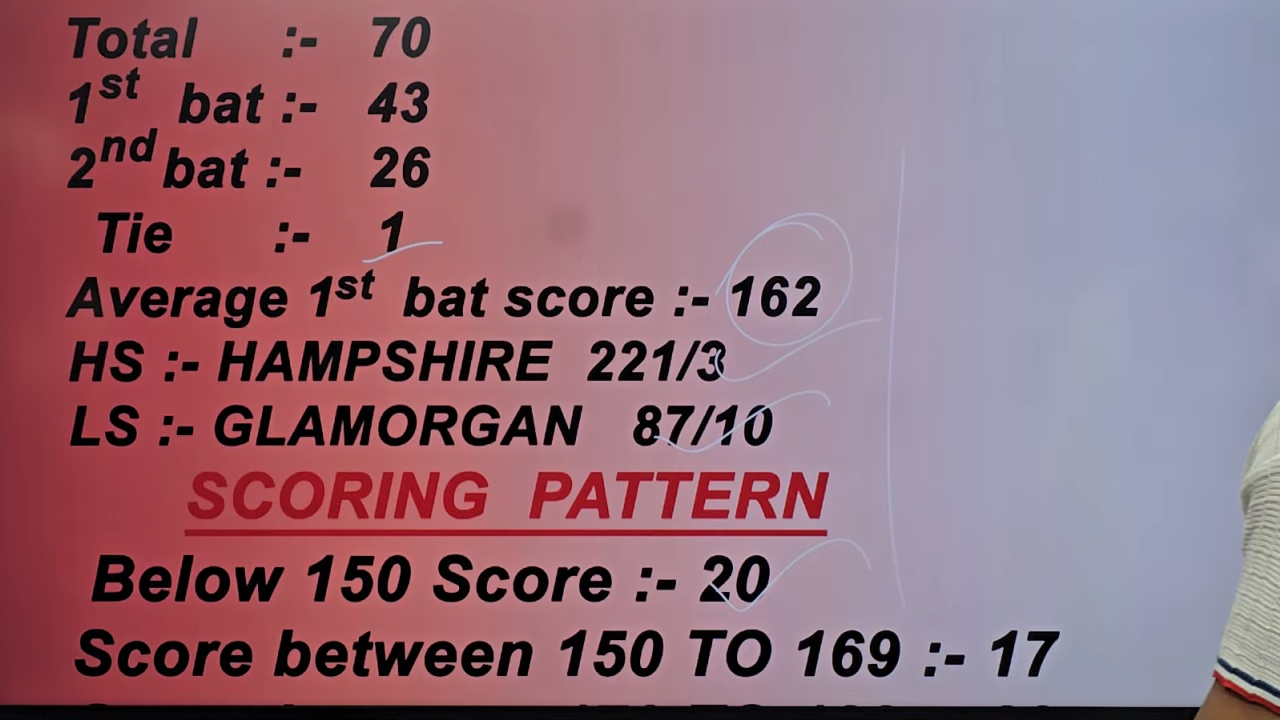 Total :- 70
1st bat :- 43
2nd bat :- 26
Tie :- 1
Average 1st bat score :- 162
HS :- HAMPSHIRE 221/3
LS :- GLAMORGAN 87/10
SCORING PATTERN
Below 150 Score :- 20
Score between 150 TO 169 :- 17